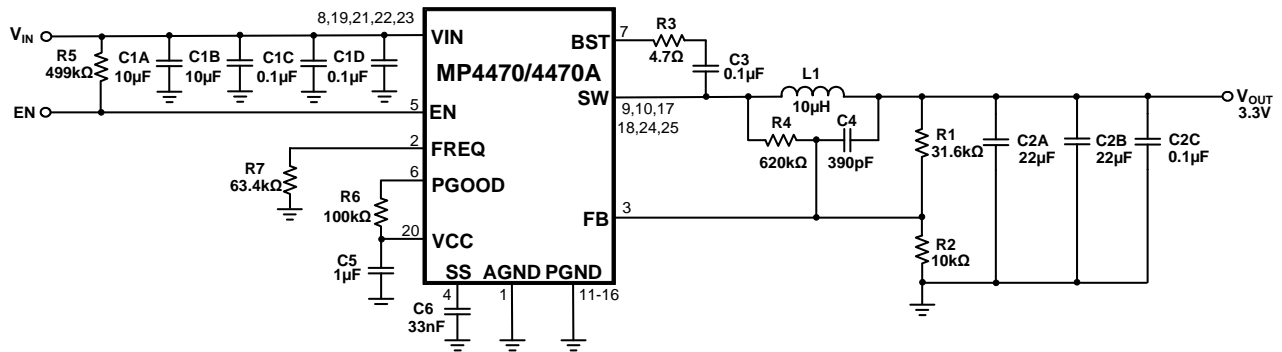 8,19,21,22,23
VIN
VIN
R5
499kΩ
C1A
10µF
C1B
10µF
C1C
0.1µF
C1D
0.1µF
EN
5
EN
MP4470/4470A
BST
7
R3
4.7Ω
C3
0.1µF
SW
9,10,17
18,24,25
L1
10µH
R4
620kΩ
C4
390pF
R1
31.6kΩ
C2A
22µF
C2B
22µF
C2C
0.1µF
VOUT
3.3V
2
FREQ
R7
63.4kΩ
6
PGOOD
R6
100kΩ
20
VCC
C5
1µF
FB
3
R2
10kΩ
SS
AGND
PGND
4
1
11-16
C6
33nF